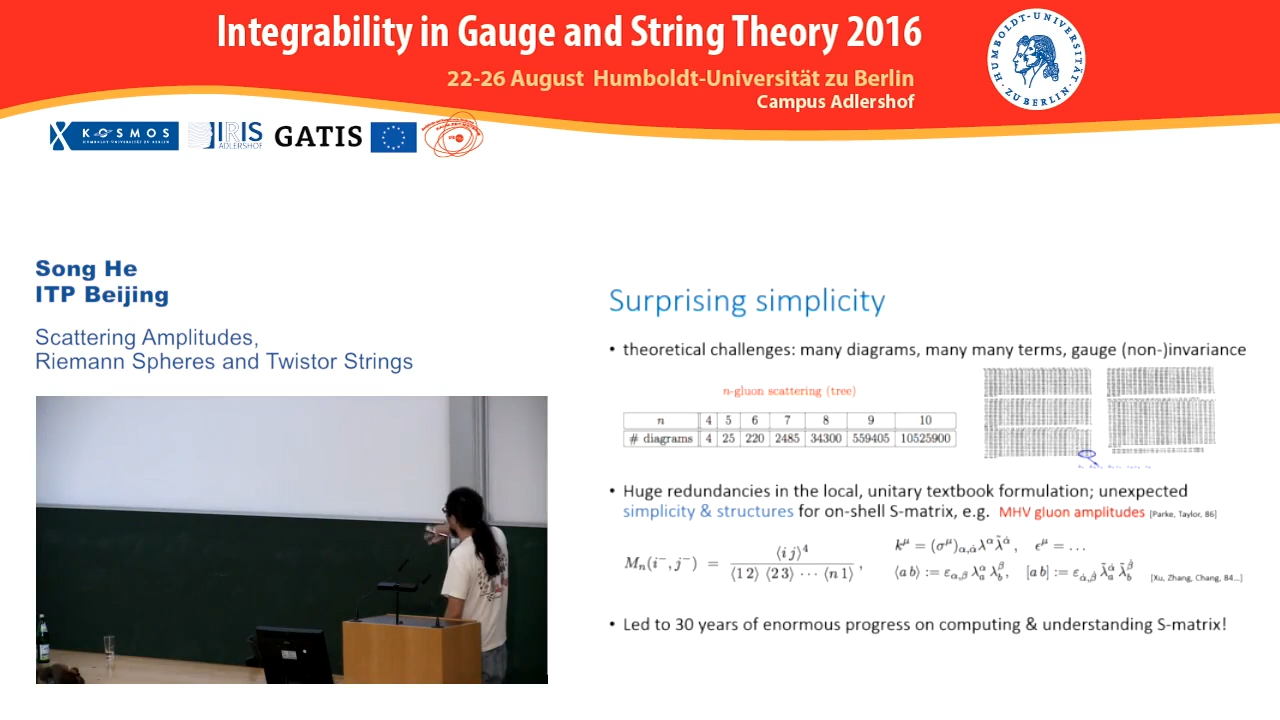 Integrability in Gauge and String Theory 2016
22-26 August Humboldt-Universität zu Berlin
Campus Adlershof
HUMBOLDT-UNIVERSITÄT ZU BERLIN
KOSMOS
HUMBOLDT-UNIVERSITÄT ZU BERLIN
IRIS
ADLERSHOF
GATIS
Song He
ITP Beijing
Scattering Amplitudes,
Riemann Spheres and Twistor Strings
Surprising simplicity
• theoretical challenges: many diagrams, many many terms, gauge (non-)invariance
n-gluon scattering (tree)
n 4 5 6 7 8 9 10
# diagrams 4 25 220 2485 34300 559405 10525900
• Huge redundancies in the local, unitary textbook formulation; unexpected
simplicity & structures for on-shell S-matrix, e.g. MHV gluon amplitudes [Parke, Taylor, 86]
M_n(i⁻, j⁻) = ⟨i j⟩⁴ / (⟨1 2⟩ ⟨2 3⟩ ⋯ ⟨n 1⟩) ,
k^μ = (σ^μ)_{α,α̇} λ^α λ̃^α̇ , ϵ^μ = …
⟨a b⟩ := ε_{α,β} λ_a^α λ_b^β, [a b] := ε_{α̇,β̇} λ̃_a^α̇ λ̃_b^β̇ [Xu, Zhang, Chang, 84...]
• Led to 30 years of enormous progress on computing & understanding S-matrix!